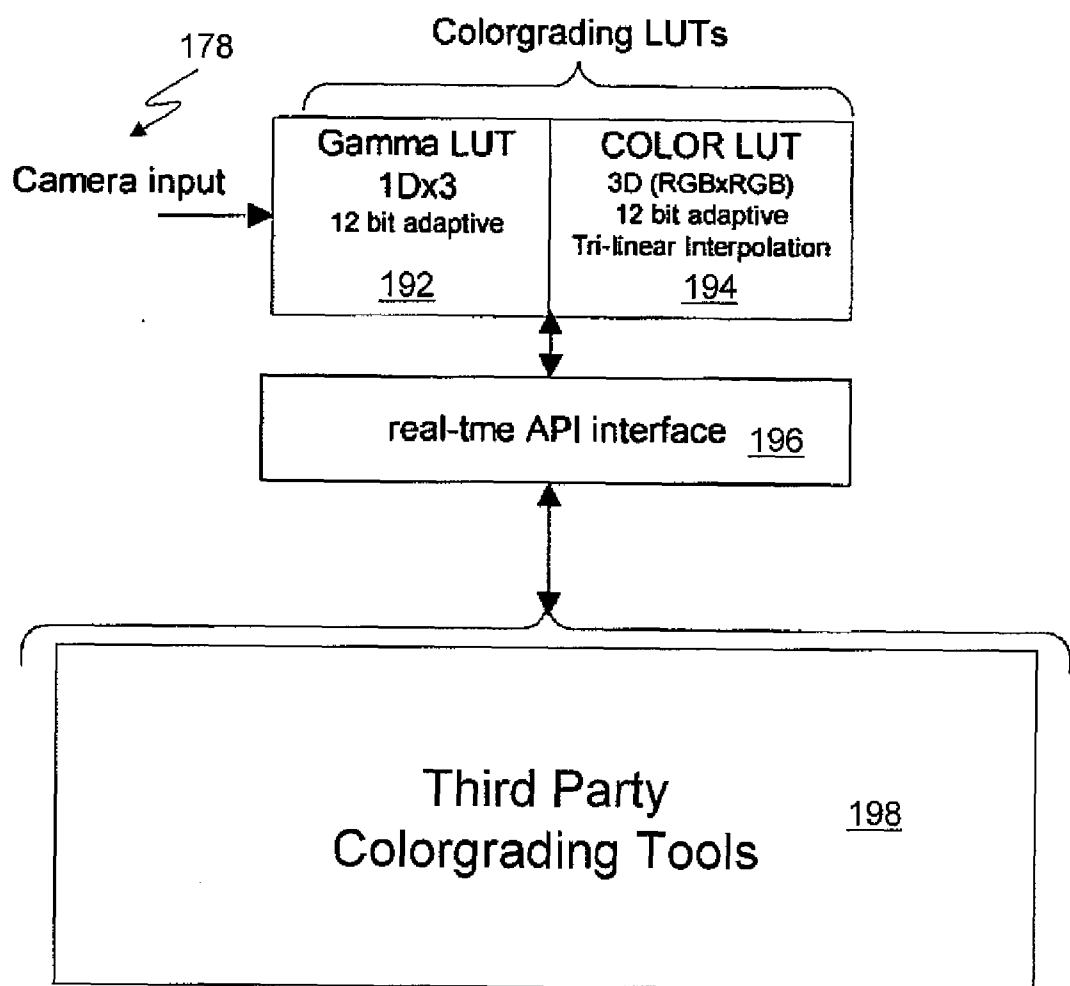 Colorgrading LUTs
178
Camera input
Gamma LUT
1Dx3
12 bit adaptive
192
COLOR LUT
3D (RGBxRGB)
12 bit adaptive
Tri-linear Interpolation
194
real-tme API interface 196
Third Party
Colorgrading Tools
198